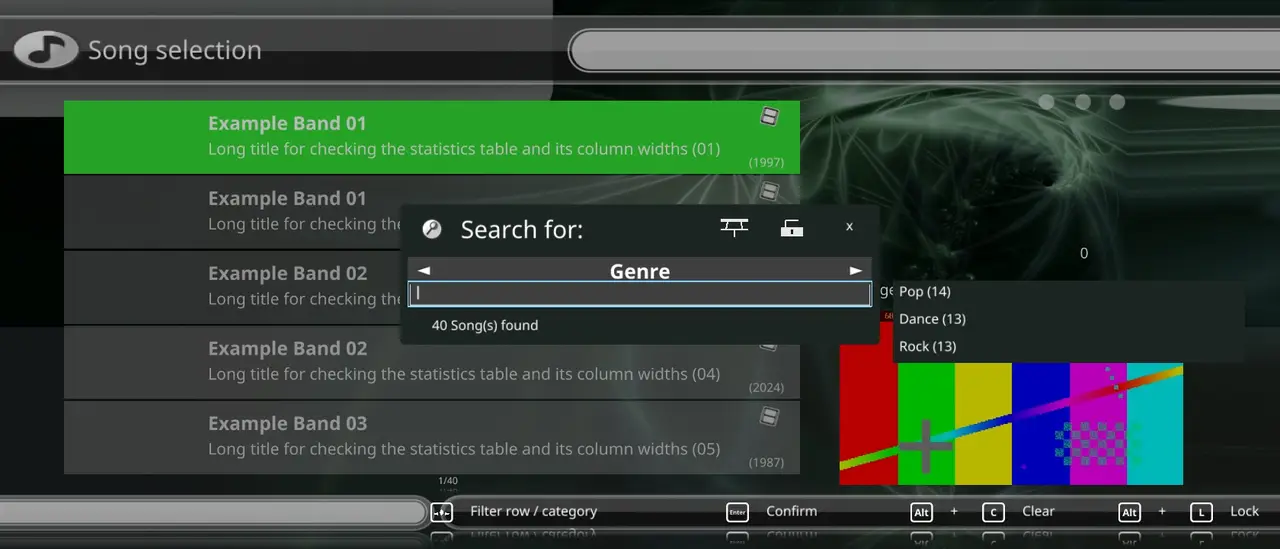 Song selection
Example Band 01
Long title for checking the statistics table and its column widths (01)
(1997)
Example Band 01
Long title for checking the
Example Band 02
Long title for checking the
Example Band 02
Long title for checking the statistics table and its column widths (04)
(2024)
Example Band 03
Long title for checking the statistics table and its column widths (05)
(1987)
Search for:
x
Genre
40 Song(s) found
0
ge
Pop (14)
Dance (13)
Rock (13)
1/40
Filter row / category
Enter Confirm
Alt + C Clear
Alt + L Lock